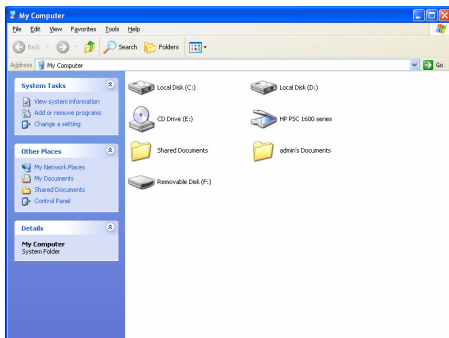 My Computer
File Edit View Favorites Tools Help
Back Search Folders
Address My Computer Go
System Tasks
View system information
Add or remove programs
Change a setting
Other Places
My Network Places
My Documents
Shared Documents
Control Panel
Details
My Computer
System Folder
Local Disk (C:) Local Disk (D:)
CD Drive (E:) HP PSC 1600 series
Shared Documents admin's Documents
Removable Disk (F:)